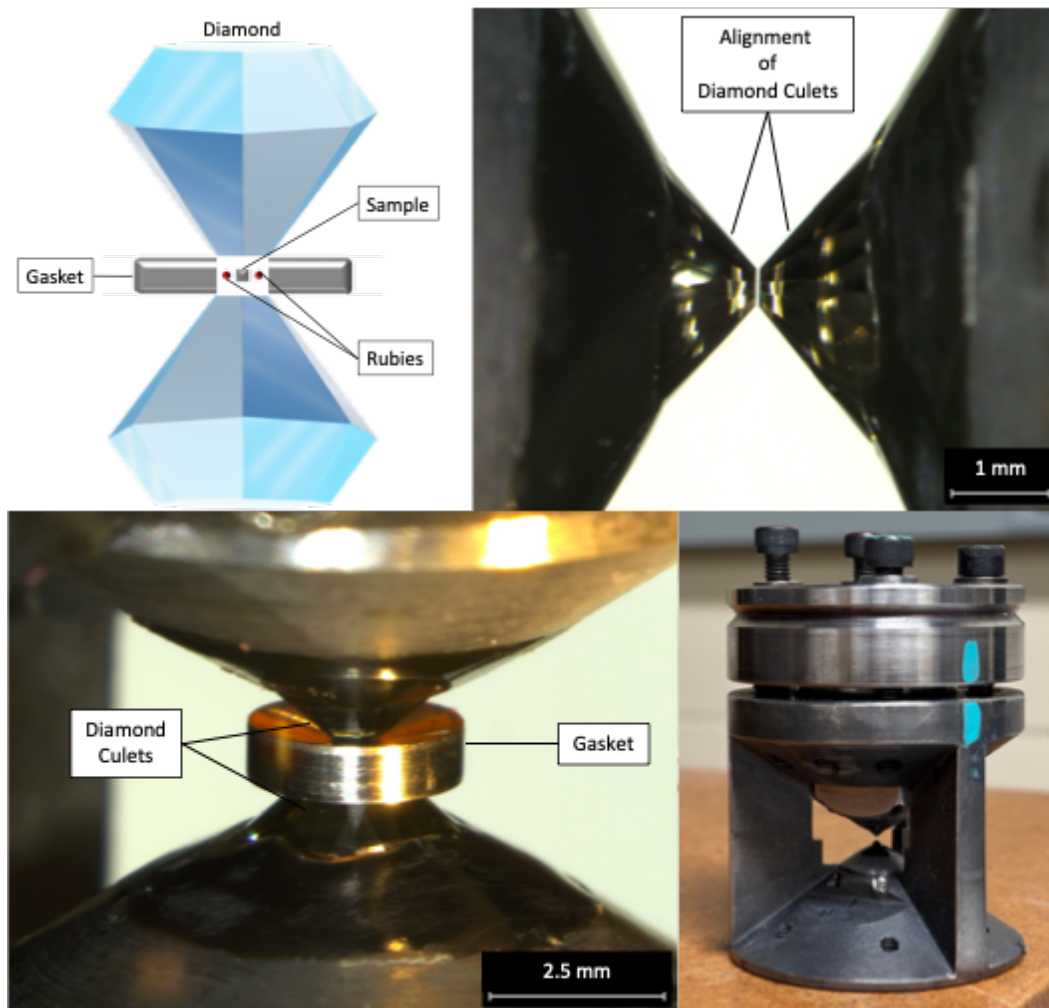 Diamond
Sample
Gasket
Rubies
Alignment
of
Diamond Culets
1 mm
Diamond
Culets
Gasket
2.5 mm